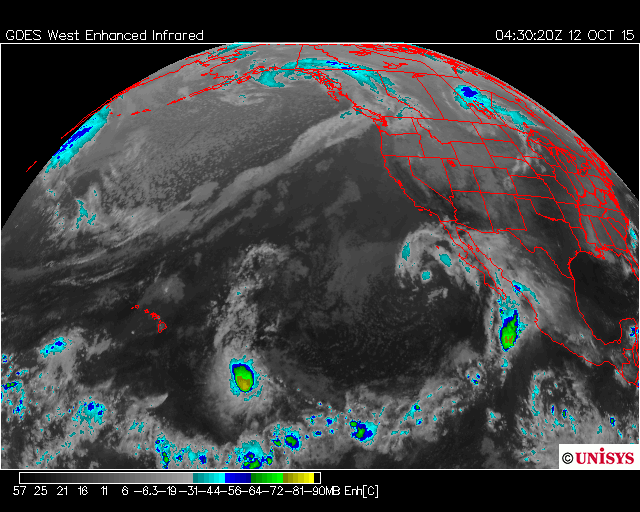 GOES West Enhanced Infrared 04:30:20Z 12 OCT 15
© UNiSYS
57 25 21 16 11 6 -6.3-19-31-44-56-64-72-81-90MB Enh[C]